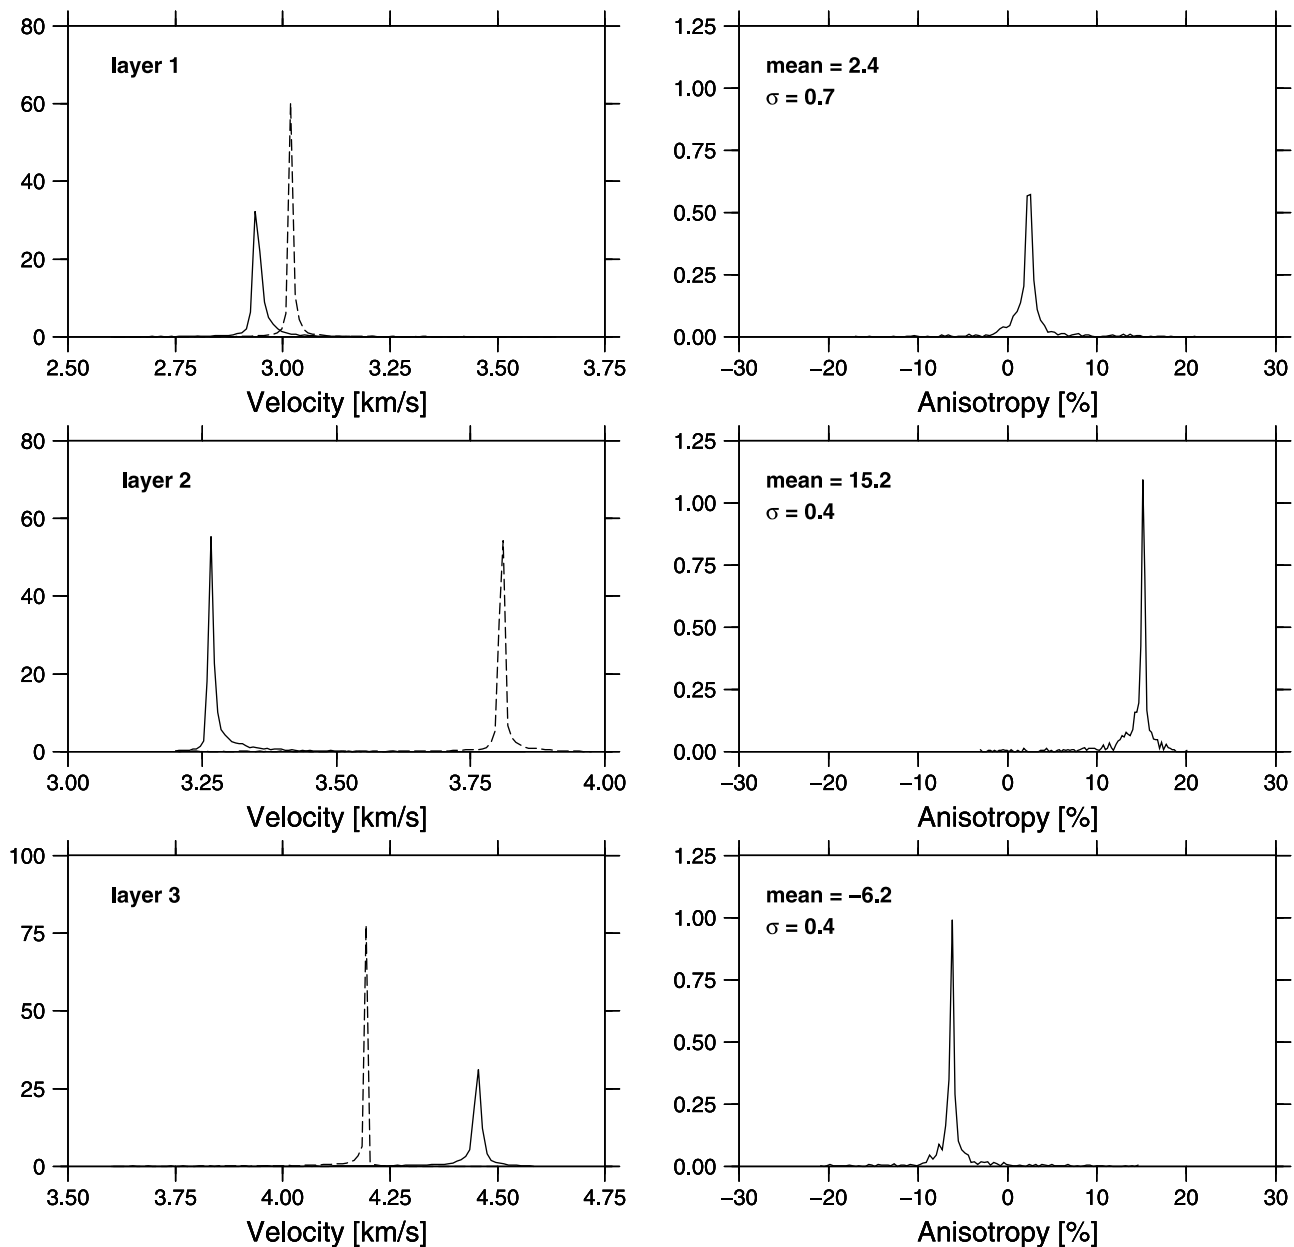 80
60
40
20
0
layer 1
2.50 2.75 3.00 3.25 3.50 3.75
Velocity [km/s]
1.25
1.00
0.75
0.50
0.25
0.00
mean = 2.4
σ = 0.7
−30 −20 −10 0 10 20 30
Anisotropy [%]
80
60
40
20
0
layer 2
3.00 3.25 3.50 3.75 4.00
Velocity [km/s]
1.25
1.00
0.75
0.50
0.25
0.00
mean = 15.2
σ = 0.4
−30 −20 −10 0 10 20 30
Anisotropy [%]
100
75
50
25
0
layer 3
3.50 3.75 4.00 4.25 4.50 4.75
Velocity [km/s]
1.25
1.00
0.75
0.50
0.25
0.00
mean = −6.2
σ = 0.4
−30 −20 −10 0 10 20 30
Anisotropy [%]